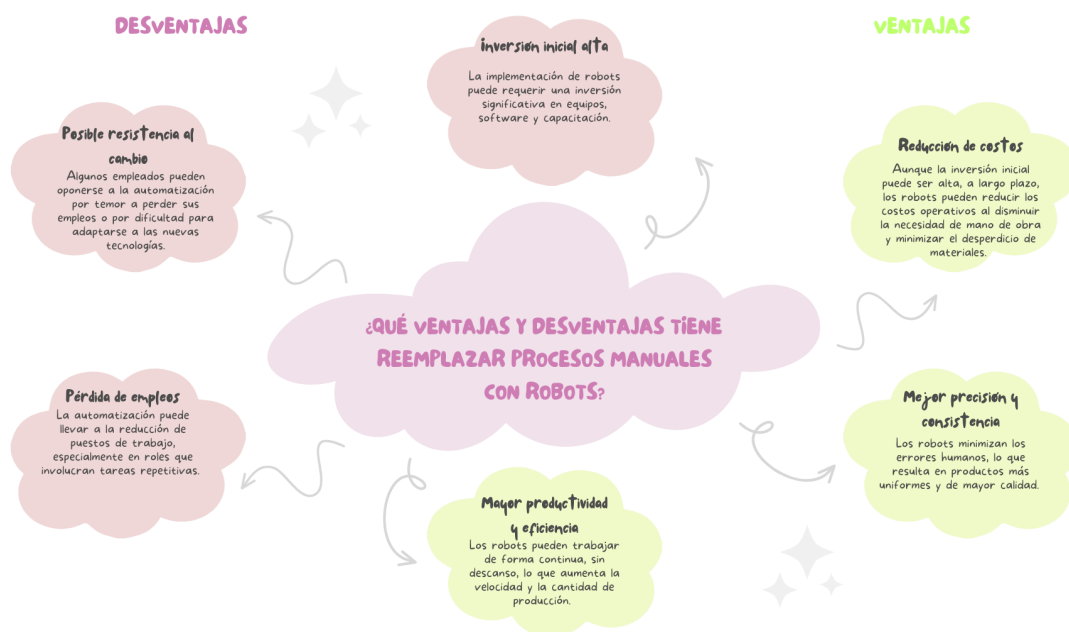 DESVENTAJAS
VENTAJAS
inversión inicial alta
La implementación de robots
puede requerir una inversión
significativa en equipos,
software y capacitación.
Posible resistencia al
cambio
Algunos empleados pueden
oponerse a la automatización
por temor a perder sus
empleos o por dificultad para
adaptarse a las nuevas
tecnologías.
Reducción de costos
Aunque la inversión inicial
puede ser alta, a largo plazo,
los robots pueden reducir los
costos operativos al disminuir
la necesidad de mano de obra
y minimizar el desperdicio de
materiales.
¿QUÉ VENTAJAS Y DESVENTAJAS TIENE
REEMPLAZAR PROCESOS MANUALES
CON ROBOTS?
Pérdida de empleos
La automatización puede
llevar a la reducción de
puestos de trabajo,
especialmente en roles que
involucran tareas repetitivas.
Mejor precisión y
consistencia
Los robots minimizan los
errores humanos, lo que
resulta en productos más
uniformes y de mayor calidad.
Mayor productividad
y eficiencia
Los robots pueden trabajar
de forma continua, sin
descanso, lo que aumenta la
velocidad y la cantidad de
producción.